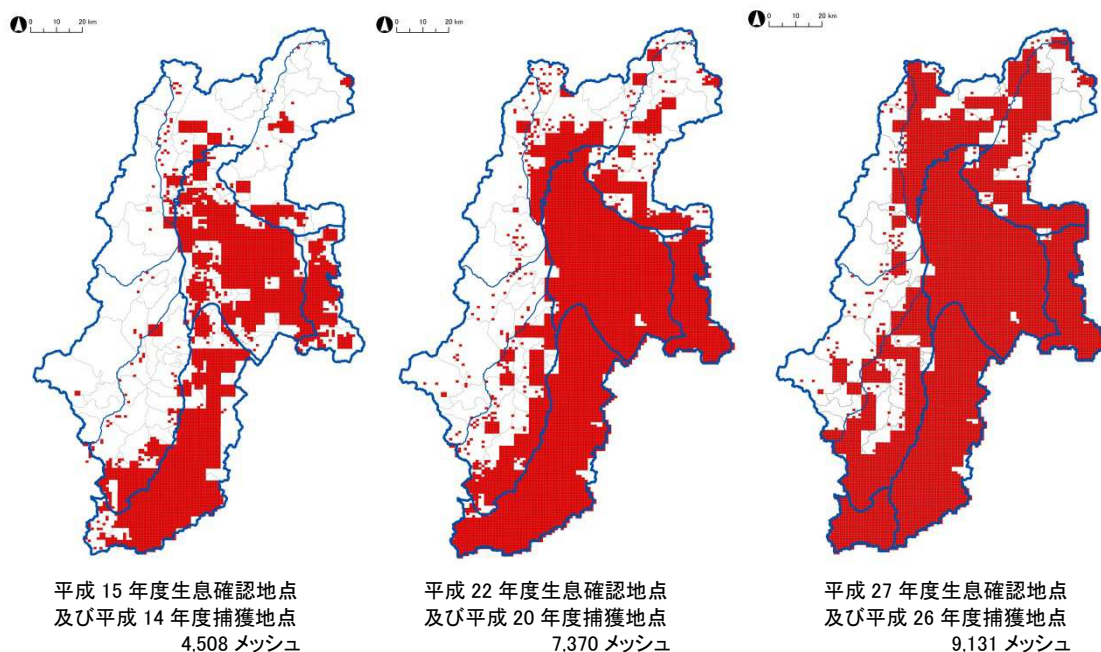 0 10 20 km
0 10 20 km
0 10 20 km
平成 15 年度生息確認地点
及び平成 14 年度捕獲地点
4,508 メッシュ
平成 22 年度生息確認地点
及び平成 20 年度捕獲地点
7,370 メッシュ
平成 27 年度生息確認地点
及び平成 26 年度捕獲地点
9,131 メッシュ